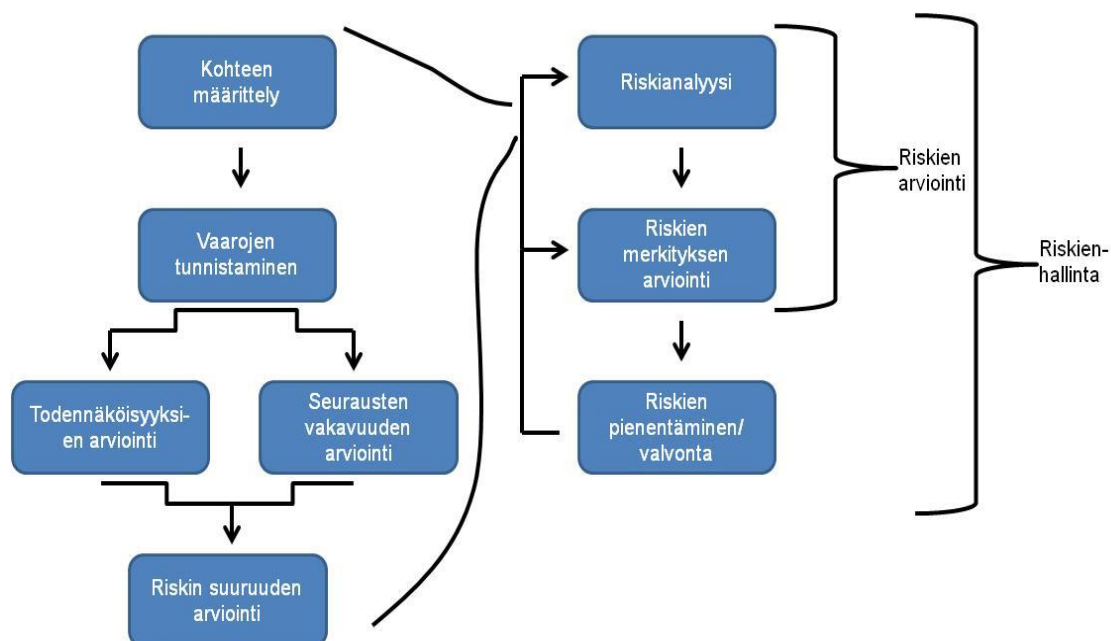 Kohteen
määrittely
Vaarojen
tunnistaminen
Todennäköisyyksi-
en arviointi
Seurausten
vakavuuden
arviointi
Riskin suuruuden
arviointi
Riskianalyysi
Riskien
merkityksen
arviointi
Riskien
pienentäminen/
valvonta
Riskien
arviointi
Riskien-
hallinta